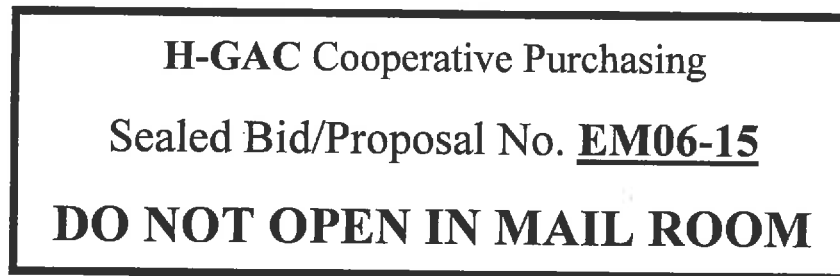 H-GAC Cooperative Purchasing
Sealed Bid/Proposal No. EM06-15
DO NOT OPEN IN MAIL ROOM